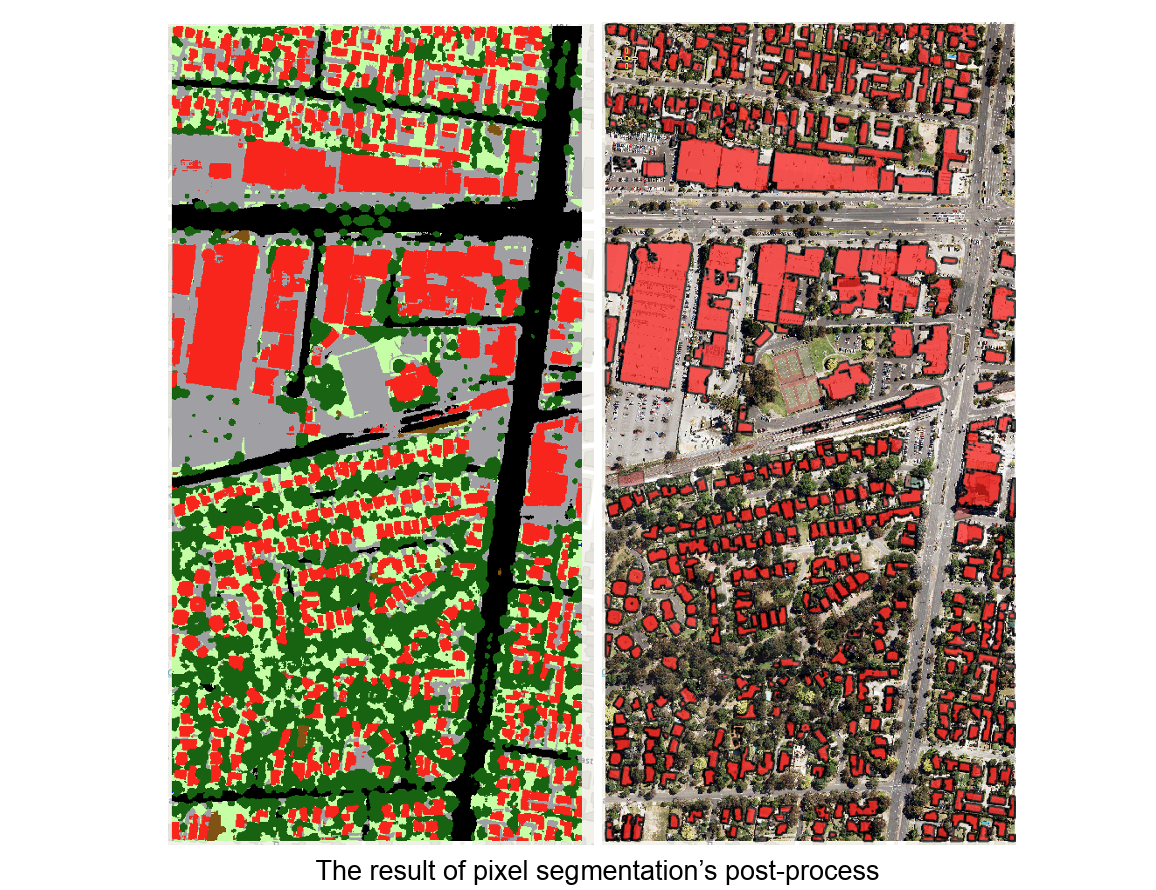 The result of pixel segmentation’s post-process